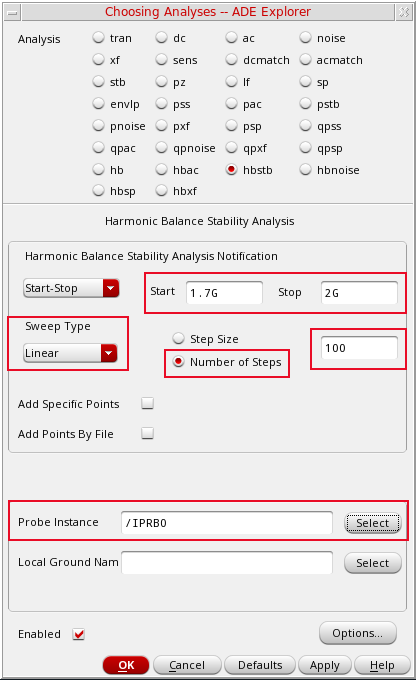 Choosing Analyses -- ADE Explorer
Analysis tran dc ac noise
xf sens dcmatch acmatch
stb pz lf sp
envlp pss pac pstb
pnoise pxf psp qpss
qpac qpnoise qpxf qpsp
hb hbac hbstb hbnoise
hbsp hbxf
Harmonic Balance Stability Analysis
Harmonic Balance Stability Analysis Notification
Start-Stop Start 1.7G Stop 2G
Sweep Type
Linear
Step Size
Number of Steps
100
Add Specific Points
Add Points By File
Probe Instance /IPRB0 Select
Local Ground Nam Select
Enabled Options...
OK Cancel Defaults Apply Help